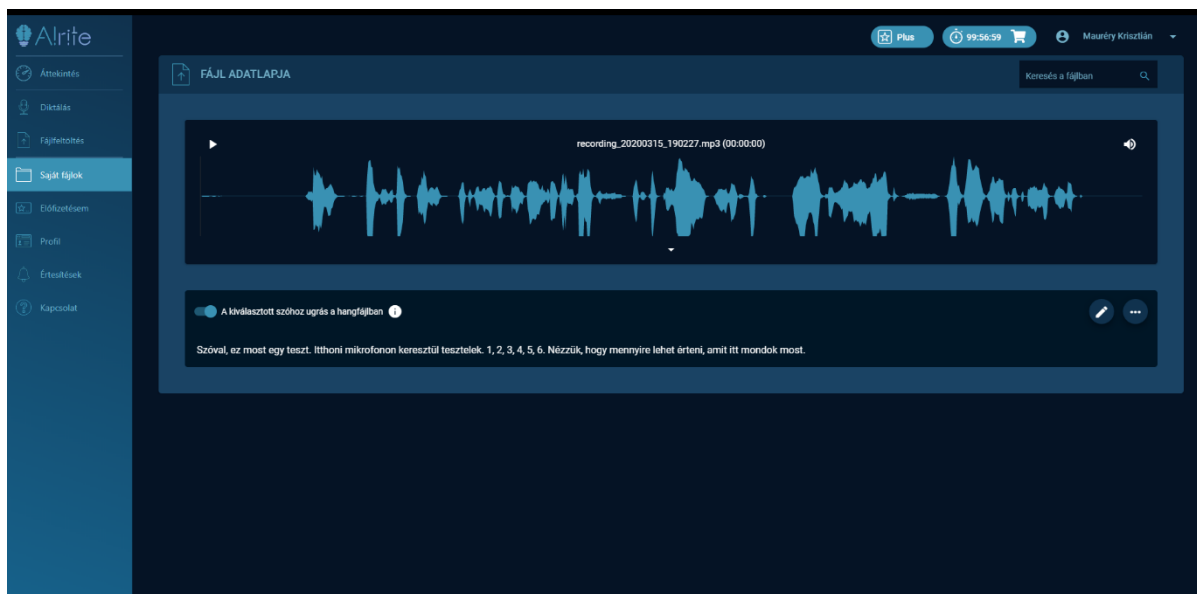 Alrite
Plus
99:56:59
Mauréry Krisztián
Áttekintés
Diktálás
Fájlfeltöltés
Saját fájlok
Előfizetésem
Profil
Értesítések
Kapcsolat
FÁJL ADATLAPJA
Keresés a fájlban
recording_20200315_190227.mp3 (00:00:00)
A kiválasztott szóhoz ugrás a hangfájlban
Szóval, ez most egy teszt. Itthoni mikrofonon keresztül tesztelek. 1, 2, 3, 4, 5, 6. Nézzük, hogy mennyire lehet érteni, amit itt mondok most.